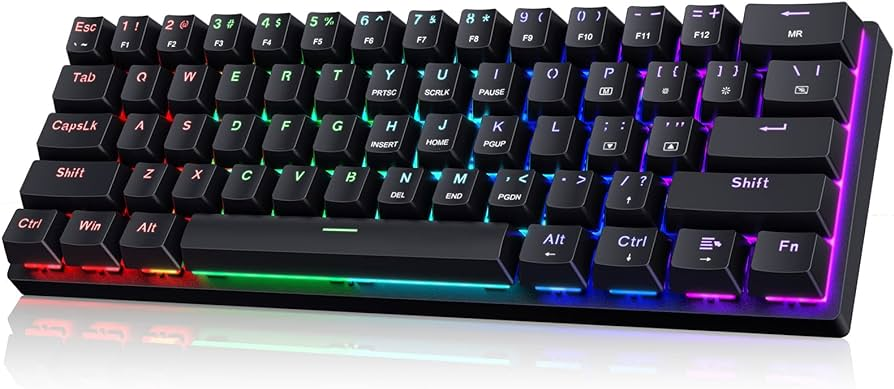 Esc 1 ! 2 @ 3 # 4 $ 5 % 6 ^ 7 & 8 * 9 ( 0 ) - – = +
` ~ F1 F2 F3 F4 F5 F6 F7 F8 F9 F10 F11 F12 MR
Tab Q W E R T Y U I O P [ { ] } \ |
PRTSC SCRLK PAUSE M
CapsLk A S D F G H J K L ; : ' "
INSERT HOME PGUP
Shift Z X C V B N M , < . > / ? Shift
DEL END PGDN
Ctrl Win Alt Alt Ctrl Fn